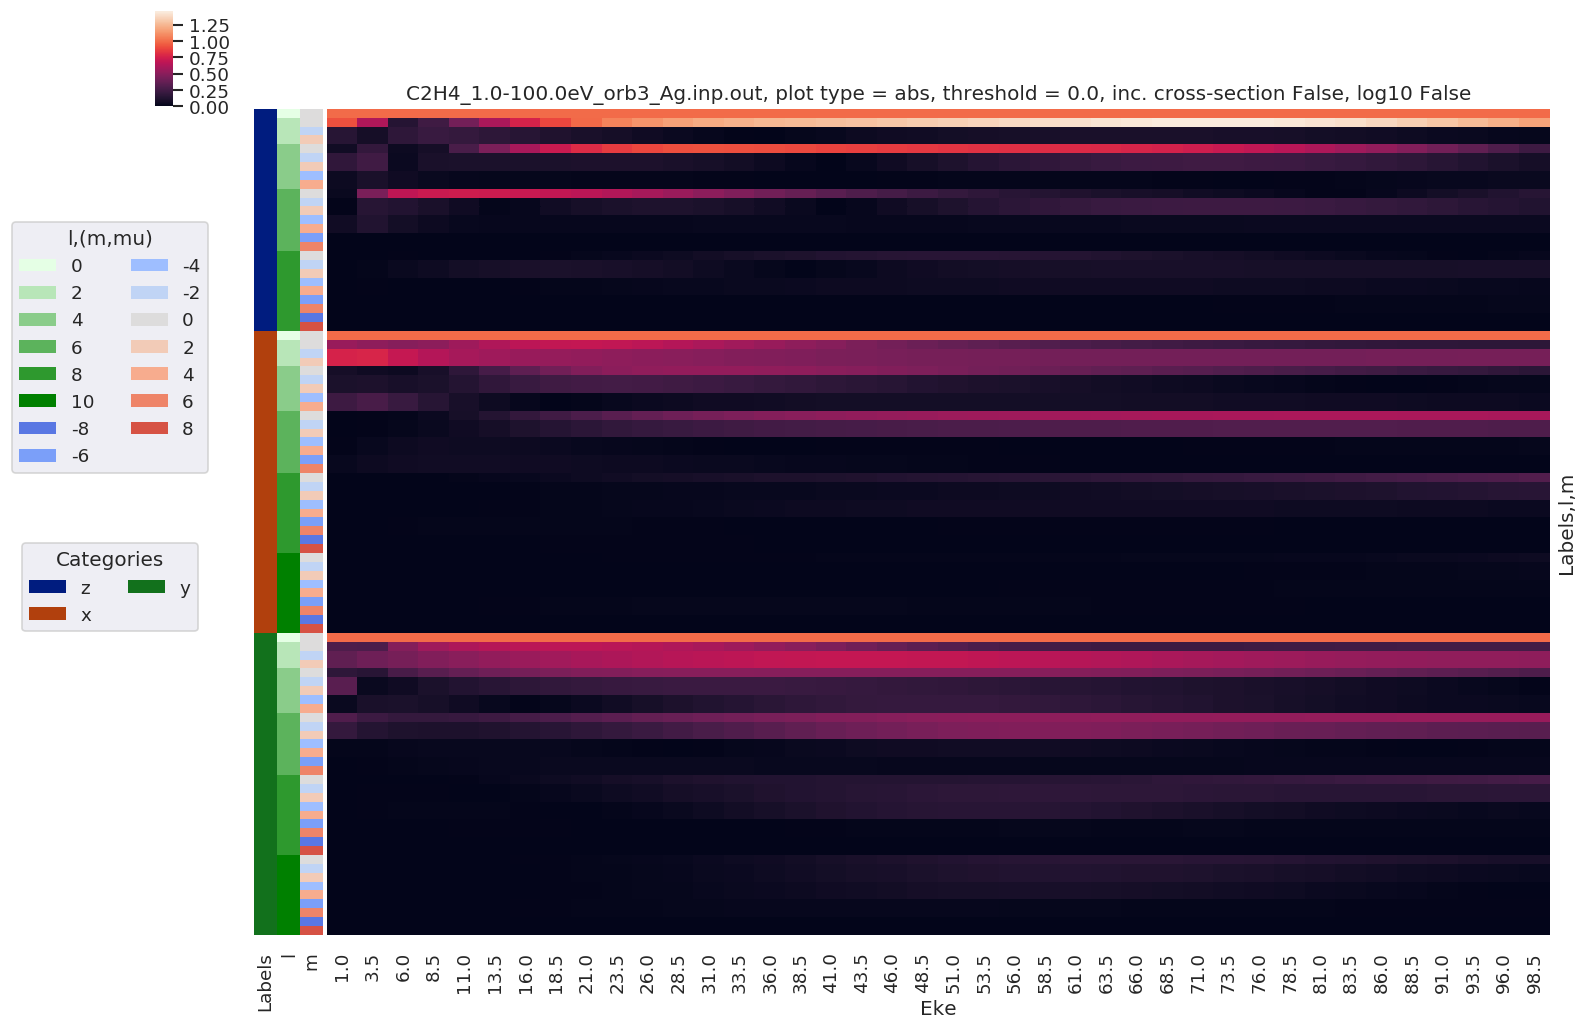 1.25
1.00
0.75
0.50
0.25
0.00
C2H4_1.0-100.0eV_orb3_Ag.inp.out, plot type = abs, threshold = 0.0, inc. cross-section False, log10 False
l,(m,mu)
0 -4
2 -2
4 0
6 2
8 4
10 6
-8 8
-6
Categories
z y
x
Labels,l,m
Labels l m
1.0 3.5 6.0 8.5 11.0 13.5 16.0 18.5 21.0 23.5 26.0 28.5 31.0 33.5 36.0 38.5 41.0 43.5 46.0 48.5 51.0 53.5 56.0 58.5 61.0 63.5 66.0 68.5 71.0 73.5 76.0 78.5 81.0 83.5 86.0 88.5 91.0 93.5 96.0 98.5
Eke